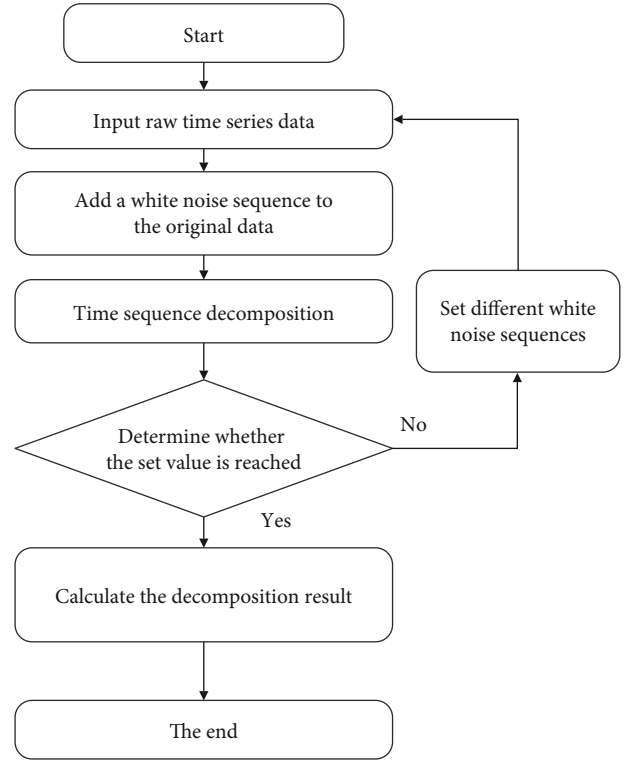 Start
Input raw time series data
Add a white noise sequence to
the original data
Time sequence decomposition
Set different white
noise sequences
Determine whether
the set value is reached
No
Yes
Calculate the decomposition result
The end